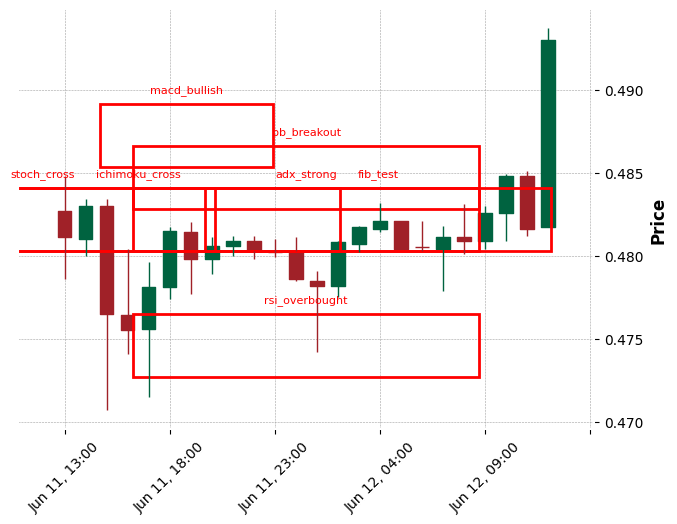 macd_bullish
bb_breakout
stoch_cross
ichimoku_cross
adx_strong
fib_test
rsi_overbought
0.490
0.485
0.480
0.475
0.470
Price
Jun 11, 13:00
Jun 11, 18:00
Jun 11, 23:00
Jun 12, 04:00
Jun 12, 09:00